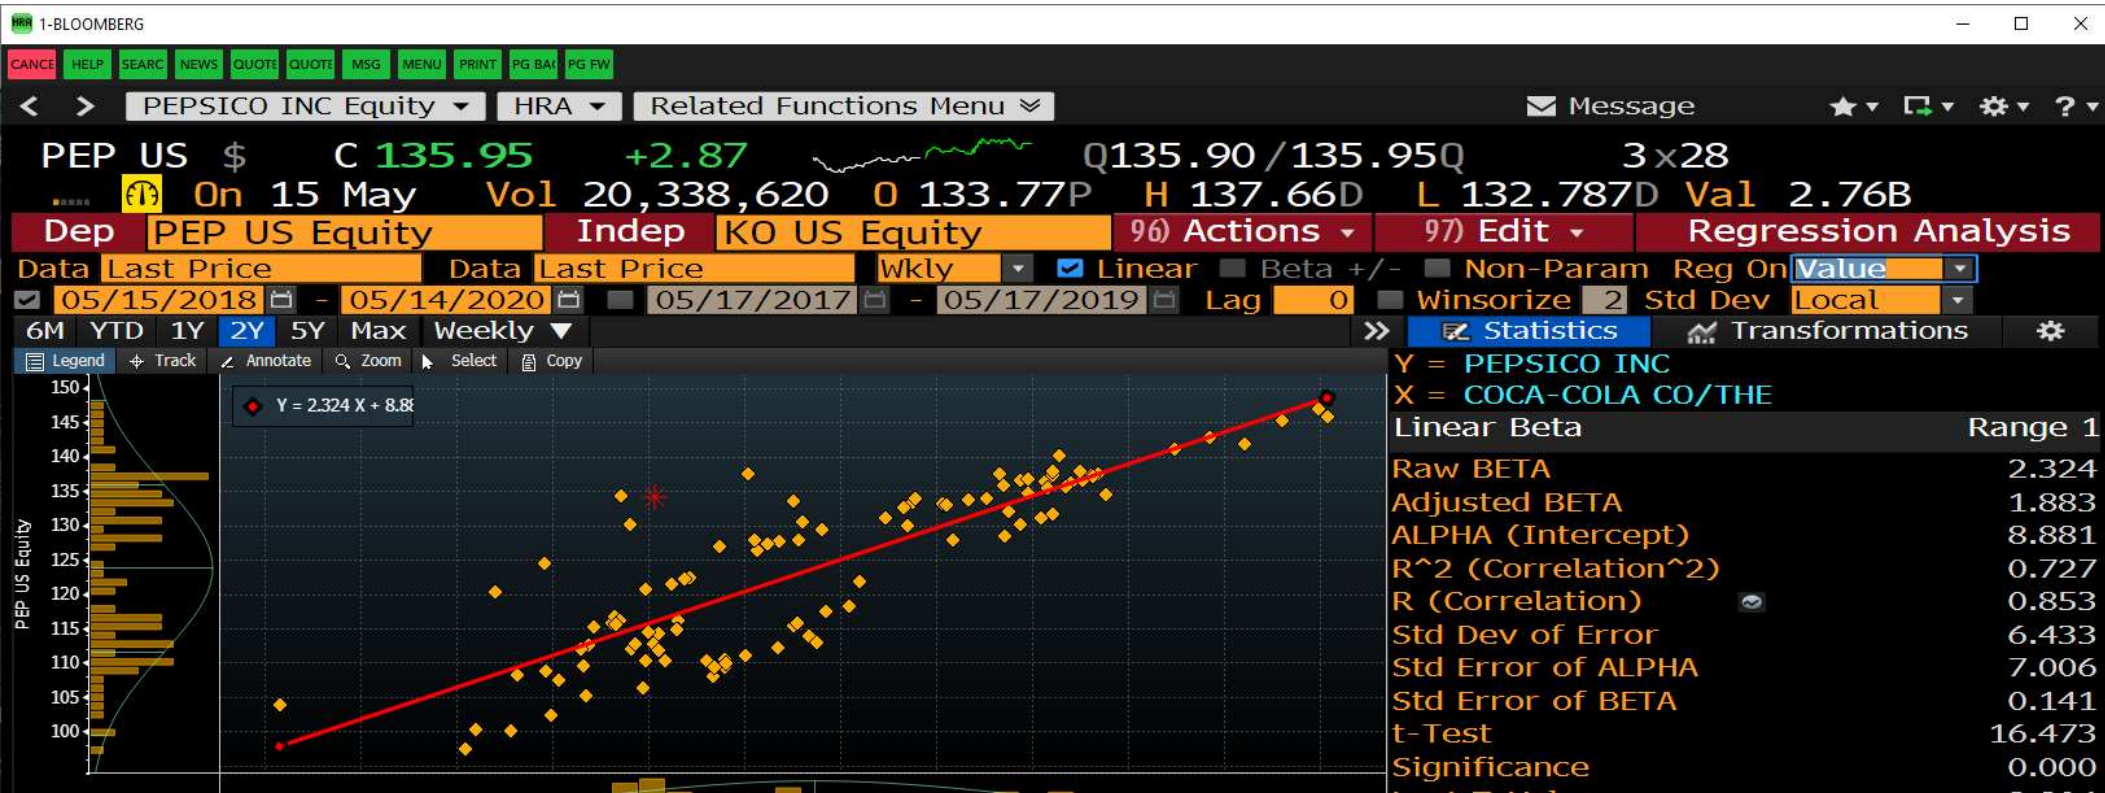 1-BLOOMBERG
CANCE HELP SEARC NEWS QUOTE QUOTE MSG MENU PRINT PG BA PG FW
PEPSICO INC Equity HRA Related Functions Menu Message ?
PEP US $ C 135.95 +2.87 Q135.90/135.95Q 3x28
On 15 May Vol 20,338,620 O 133.77P H 137.66D L 132.787D Val 2.76B
Dep PEP US Equity Indep KO US Equity 96) Actions 97) Edit Regression Analysis
Data Last Price Data Last Price Wkly Linear Beta +/- Non-Param Reg On Value
05/15/2018 - 05/14/2020 05/17/2017 - 05/17/2019 Lag 0 Winsorize 2 Std Dev Local
6M YTD 1Y 2Y 5Y Max Weekly Statistics Transformations
Legend Track Annotate Zoom Select Copy
Y = PEPSICO INC
X = COCA-COLA CO/THE
Linear Beta Range 1
Raw BETA 2.324
Adjusted BETA 1.883
ALPHA (Intercept) 8.881
R^2 (Correlation^2) 0.727
R (Correlation) 0.853
Std Dev of Error 6.433
Std Error of ALPHA 7.006
Std Error of BETA 0.141
t-Test 16.473
Significance 0.000
Y = 2.324 X + 8.88
150
145
140
135
130
125
120
115
110
105
100
PEP US Equity